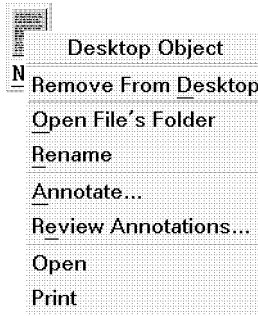 Desktop Object
N
Remove From Desktop
Open File's Folder
Rename
Annotate...
Review Annotations...
Open
Print